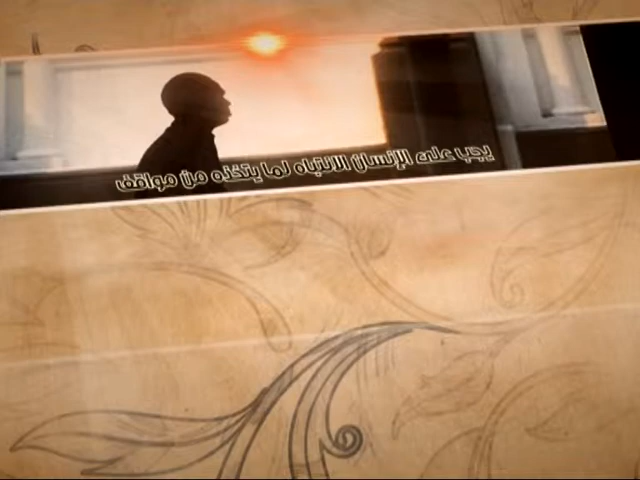 يجب على الإنسان الانتباه لما يتخذه من مواقف